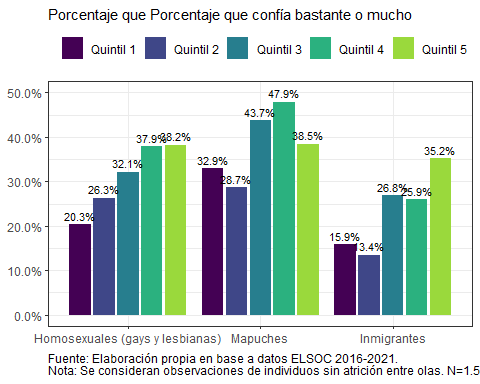 Porcentaje que Porcentaje que confía bastante o mucho
Quintil 1 Quintil 2 Quintil 3 Quintil 4 Quintil 5
50.0%
40.0%
30.0%
20.0%
10.0%
0.0%
20.3% 26.3% 32.1% 37.9% 38.2%
32.9% 28.7% 43.7% 47.9% 38.5%
15.9% 13.4% 26.8% 25.9% 35.2%
Homosexuales (gays y lesbianas) Mapuches Inmigrantes
Fuente: Elaboración propia en base a datos ELSOC 2016-2021.
Nota: Se consideran observaciones de individuos sin atrición entre olas. N=1.5